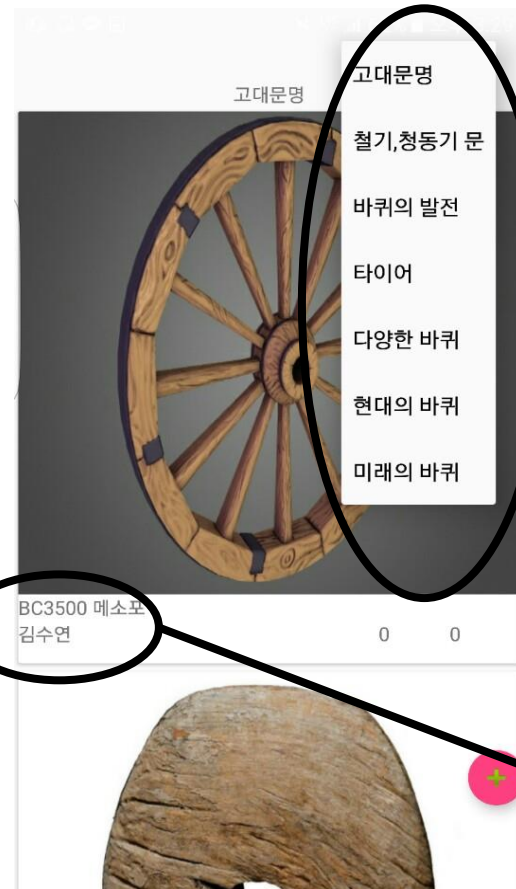 고대문명
고대문명
철기,청동기 문
바퀴의 발전
타이어
다양한 바퀴
현대의 바퀴
미래의 바퀴
BC3500 메소포
김수연
0 0
+